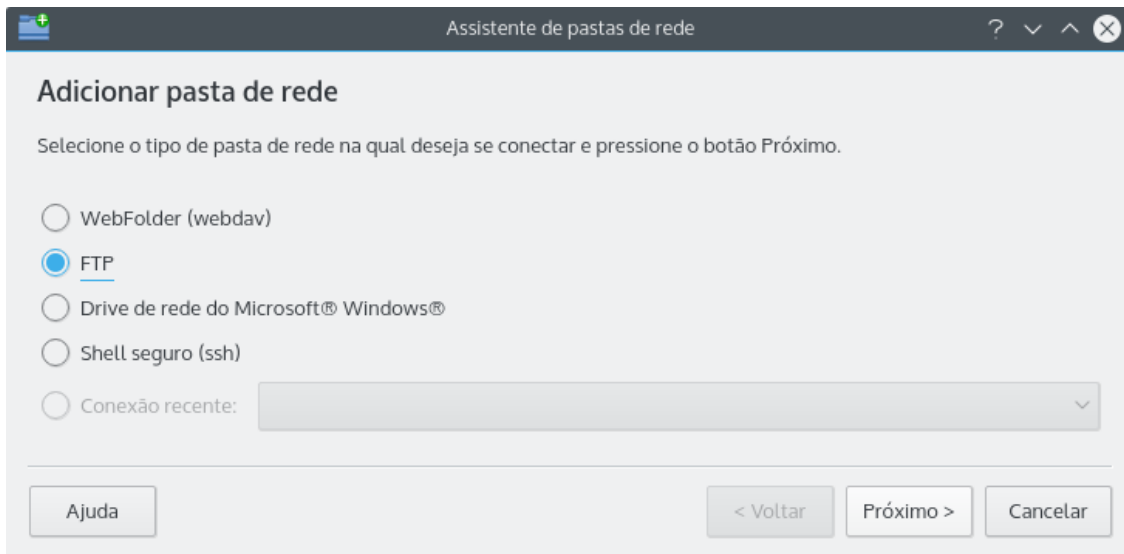 Assistente de pastas de rede
Adicionar pasta de rede
Selecione o tipo de pasta de rede na qual deseja se conectar e pressione o botão Próximo.
WebFolder (webdav)
FTP
Drive de rede do Microsoft® Windows®
Shell seguro (ssh)
Conexão recente:
Ajuda < Voltar Próximo > Cancelar